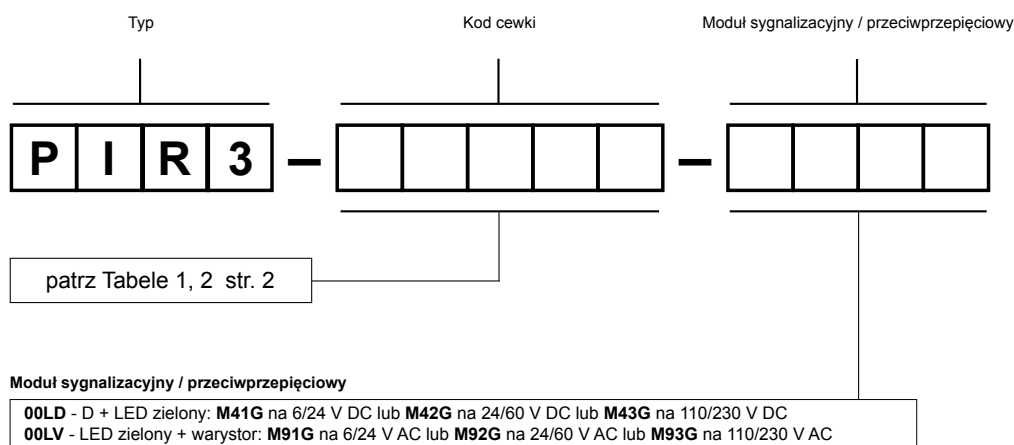 Typ Kod cewki Moduł sygnalizacyjny / przeciwprzepięciowy
P I R 3 – –
patrz Tabele 1, 2 str. 2
Moduł sygnalizacyjny / przeciwprzepięciowy
00LD - D + LED zielony: M41G na 6/24 V DC lub M42G na 24/60 V DC lub M43G na 110/230 V DC
00LV - LED zielony + warystor: M91G na 6/24 V AC lub M92G na 24/60 V AC lub M93G na 110/230 V AC